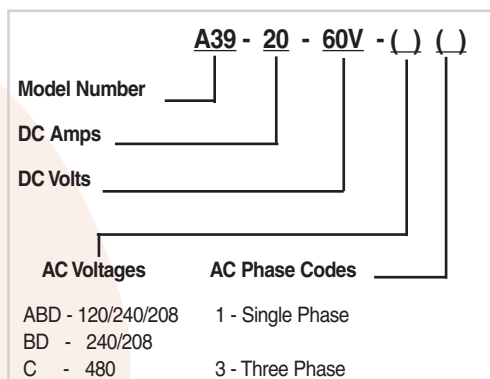 A39 - 20 - 60V - ( ) ( )
Model Number
DC Amps
DC Volts
AC Voltages AC Phase Codes
ABD - 120/240/208 1 - Single Phase
BD - 240/208
C - 480 3 - Three Phase